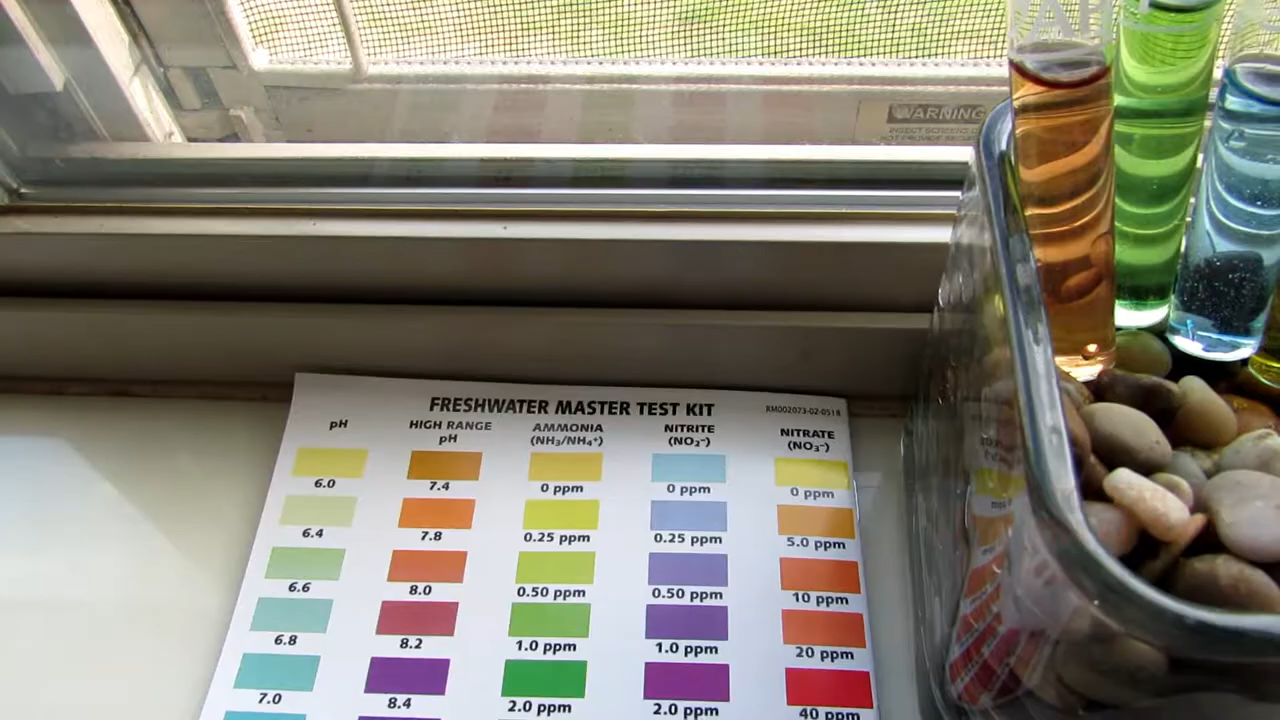 WARNING
INSECT SCREENS
FRESHWATER MASTER TEST KIT
RM002073-02-0518
pH HIGH RANGE pH AMMONIA (NH₃/NH₄⁺) NITRITE (NO₂⁻) NITRATE (NO₃⁻)
6.0 7.4 0 ppm 0 ppm 0 ppm
6.4 7.8 0.25 ppm 0.25 ppm 5.0 ppm
6.6 8.0 0.50 ppm 0.50 ppm 10 ppm
6.8 8.2 1.0 ppm 1.0 ppm 20 ppm
7.0 8.4 2.0 ppm 2.0 ppm 40 ppm